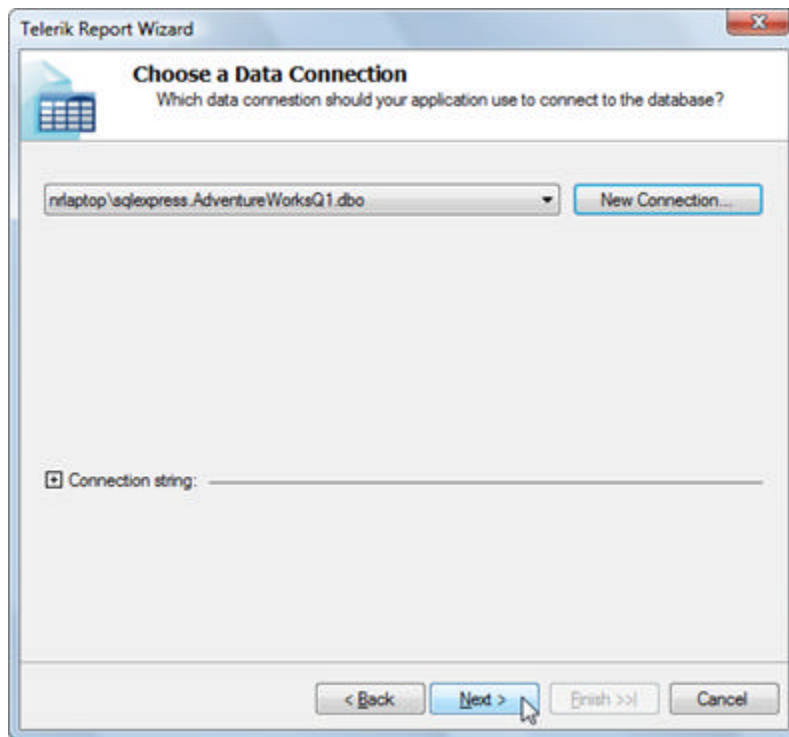 Telerik Report Wizard
Choose a Data Connection
Which data connestion should your application use to connect to the database?
nrlaptop\sqlexpress.AdventureWorksQ1.dbo
New Connection...
Connection string:
< Back
Next >
Finish >>|
Cancel